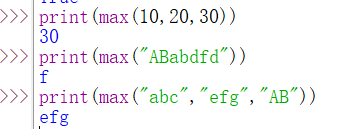 >>> print(max(10,20,30))
30
>>> print(max("ABabdfd"))
f
>>> print(max("abc","efg","AB"))
efg